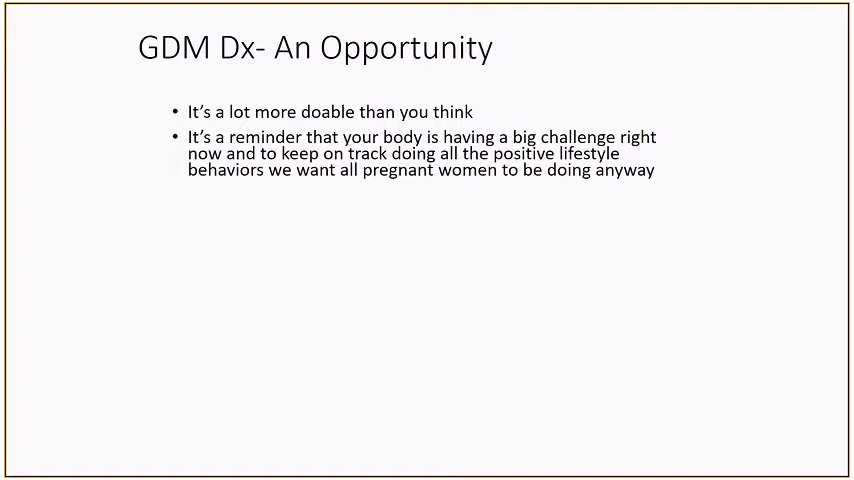 GDM Dx- An Opportunity
• It's a lot more doable than you think
• It's a reminder that your body is having a big challenge right
now and to keep on track doing all the positive lifestyle
behaviors we want all pregnant women to be doing anyway